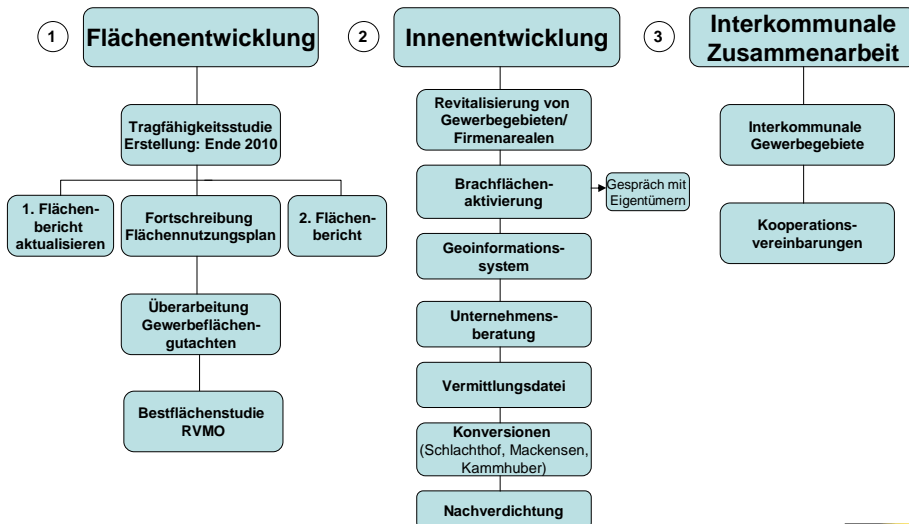 1
Flächenentwicklung
Tragfähigkeitsstudie
Erstellung: Ende 2010
1. Flächen-
bericht
aktualisieren
Fortschreibung
Flächennutzungsplan
2. Flächen-
bericht
Überarbeitung
Gewerbeflächen-
gutachten
Bestflächenstudie
RVMO
2
Innenentwicklung
Revitalisierung von
Gewerbegebieten/
Firmenarealen
Brachflächen-
aktivierung
Gespräch mit
Eigentümern
Geoinformations-
system
Unternehmens-
beratung
Vermittlungsdatei
Konversionen
(Schlachthof, Mackensen,
Kammhuber)
Nachverdichtung
3
Interkommunale
Zusammenarbeit
Interkommunale
Gewerbegebiete
Kooperations-
vereinbarungen